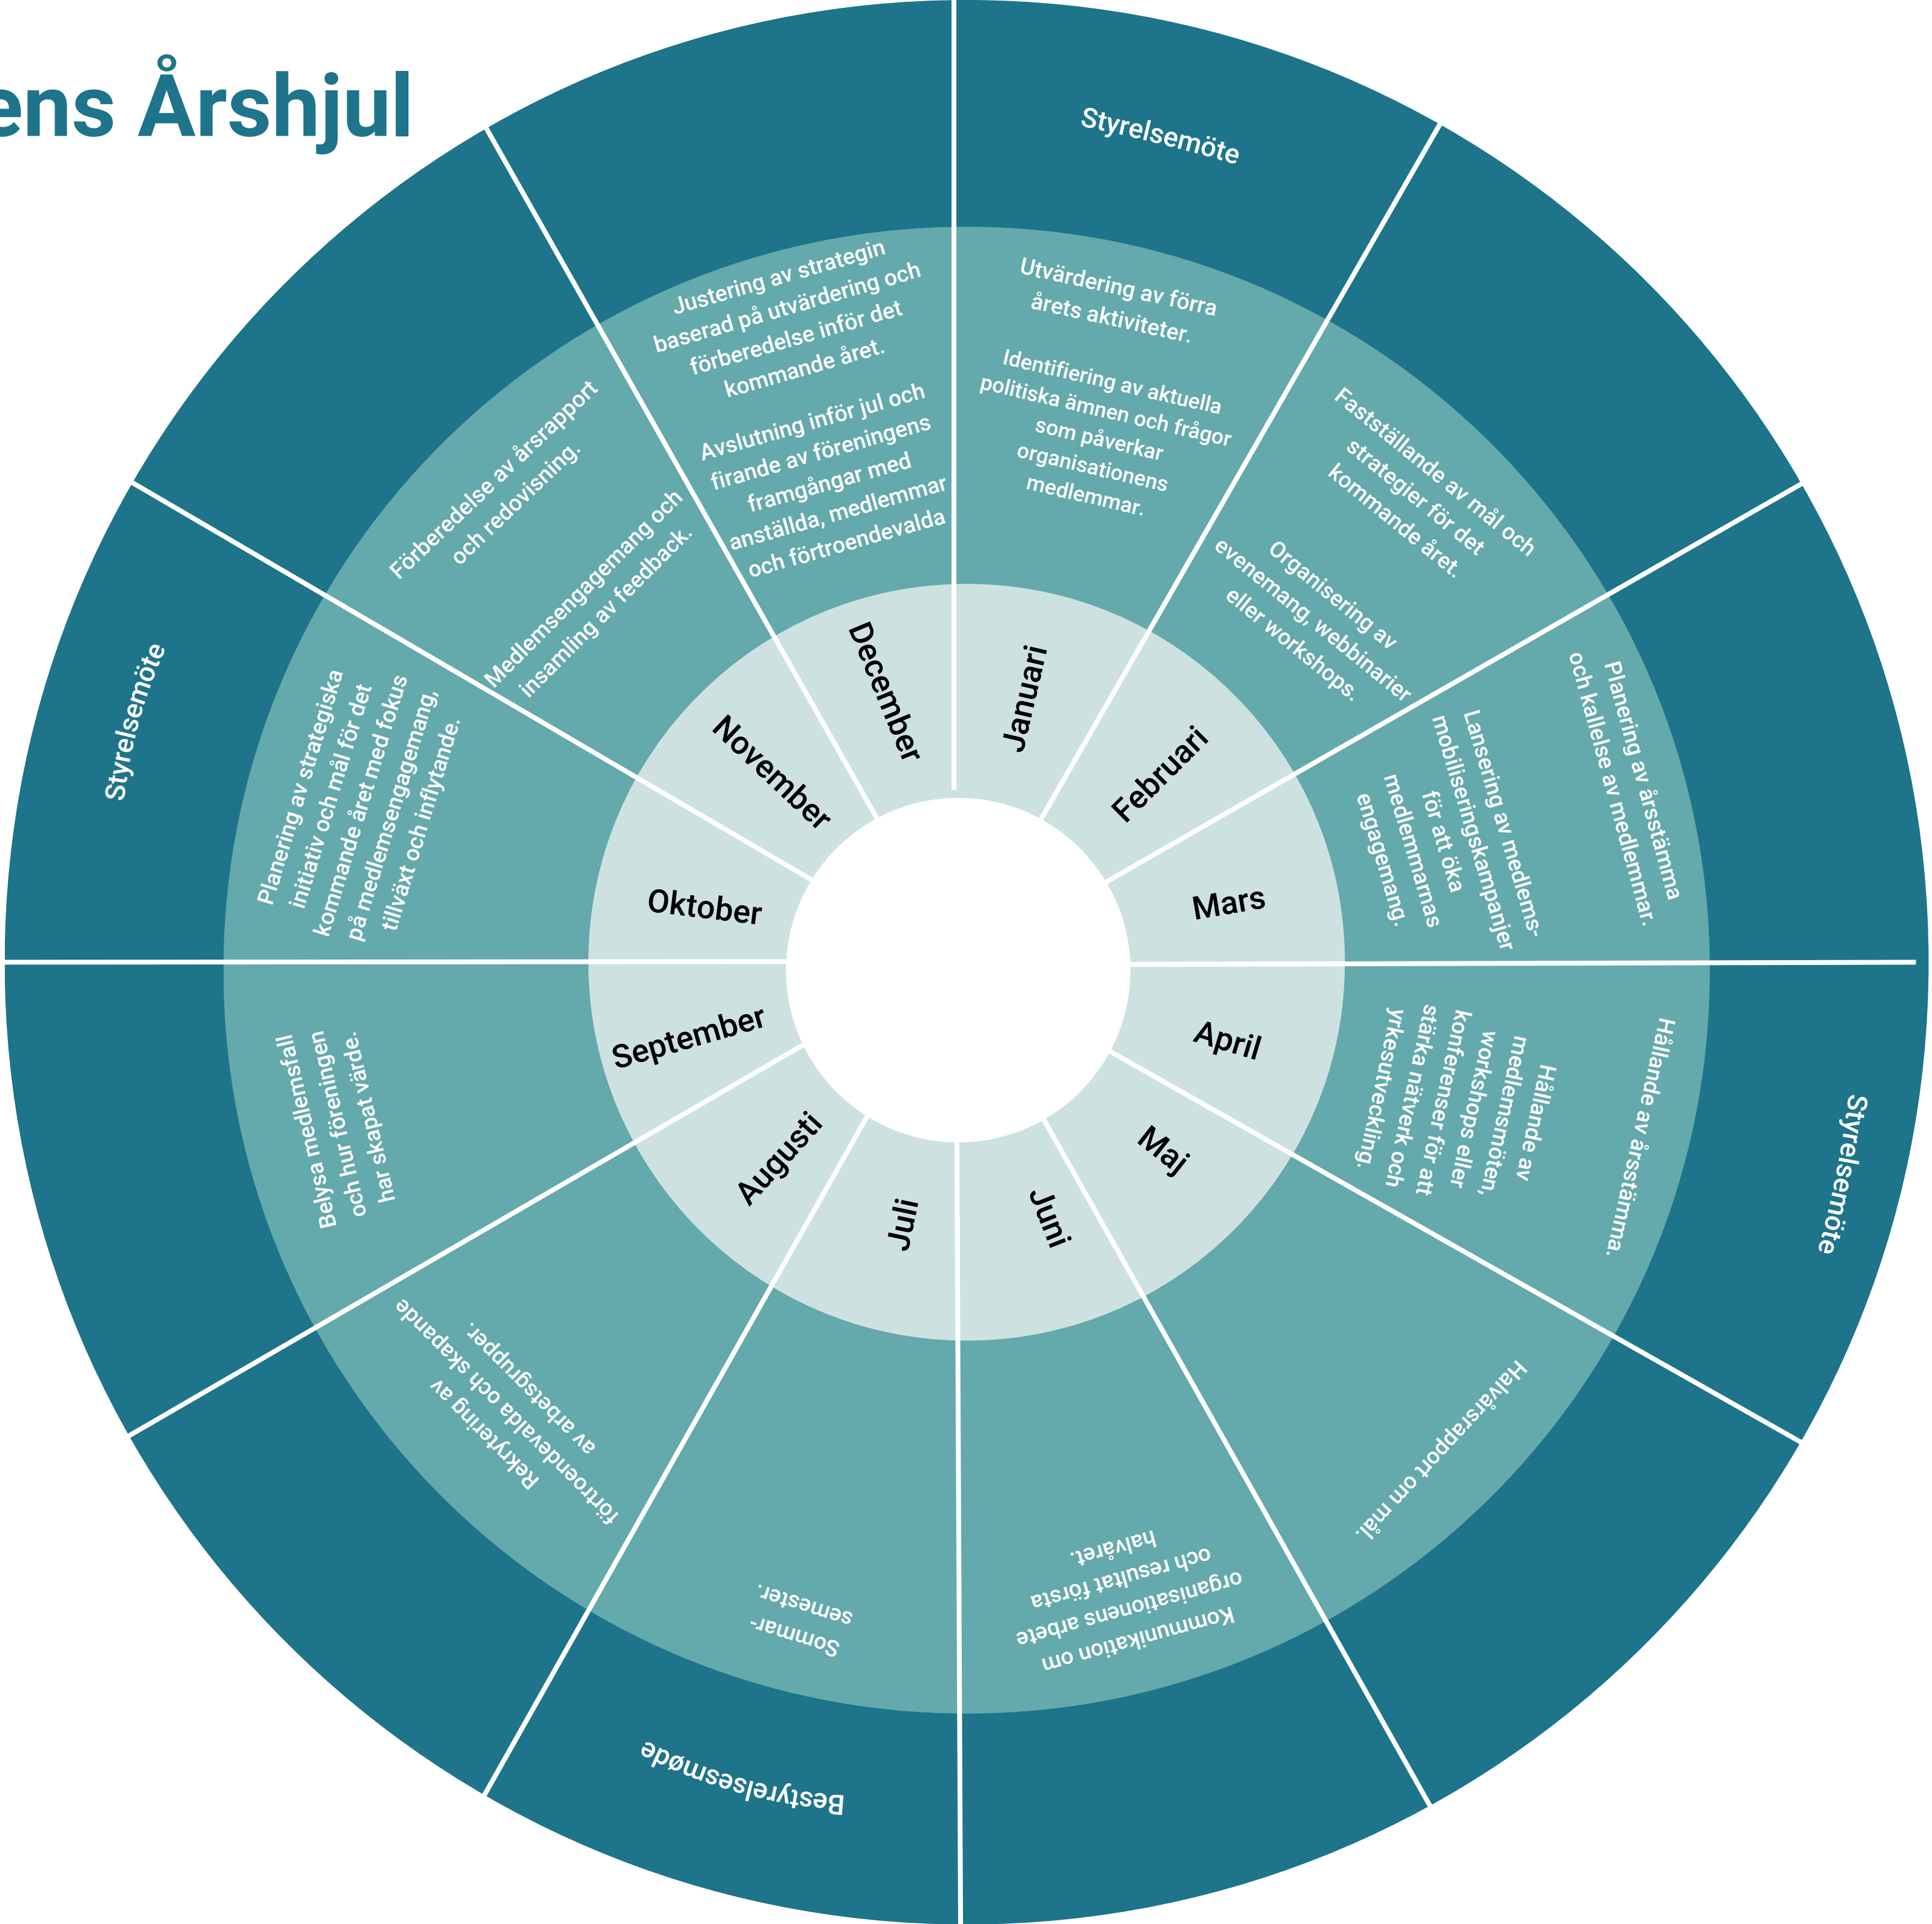 ens Årshjul
Styrelsemöte
Utvärdering av förra
årets aktiviteter.
Identifiering av aktuella
politiska ämnen och frågor
som påverkar
organisationens
medlemmar.
Januari
Fastställande av mål och
strategier för det
kommande året.
Organisering av
evenemang, webbinarier
eller workshops.
Februari
Planering av årsstämma
och kallelse av medlemmar.
Lansering av medlems-
mobiliseringskampanjer
för att öka
medlemmarnas
engagemang.
Mars
Styrelsemöte
Hållande av årsstämma.
Hållande av
medlemsmöten,
workshops eller
konferenser för att
stärka nätverk och
yrkesutveckling.
April
Halvårsrapport om mål.
Maj
Kommunikation om
organisationens arbete
och resultat första
halvåret.
Juni
Bestyrelsesmøde
Sommar-
semester.
Juli
Rekrytering av
förtroendevalda och skapande
av arbetsgrupper.
Augusti
Belysa medlemsfall
och hur föreningen
har skapat värde.
September
Styrelsemöte
Planering av strategiska
initiativ och mål för det
kommande året med fokus
på medlemsengagemang,
tillväxt och inflytande.
Oktober
Förberedelse av årsrapport
och redovisning.
Medlemsengagemang och
insamling av feedback.
November
Justering av strategin
baserad på utvärdering och
förberedelse inför det
kommande året.
Avslutning inför jul och
firande av föreningens
framgångar med
anställda, medlemmar
och förtroendevalda
December